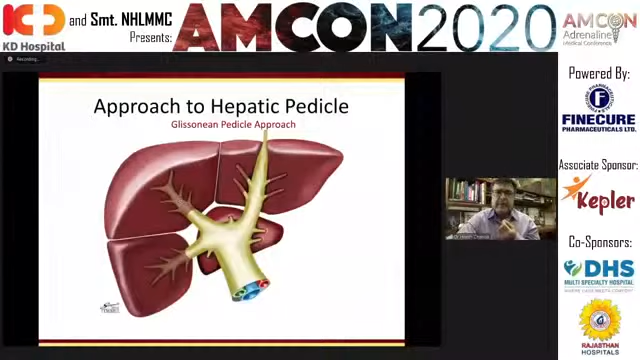 KD Hospital
and Smt. NHLMMC
Presents:
AMCON2020
AMCON
Adrenaline
Medical Conference
Recording...
Approach to Hepatic Pedicle
Glissonean Pedicle Approach
Powered By:
FINECURE
PHARMACEUTICALS LTD.
Associate Sponsor:
Kepler
Co-Sponsors:
DHS
MULTI SPECIALITY HOSPITAL
RAJASTHAN
HOSPITALS